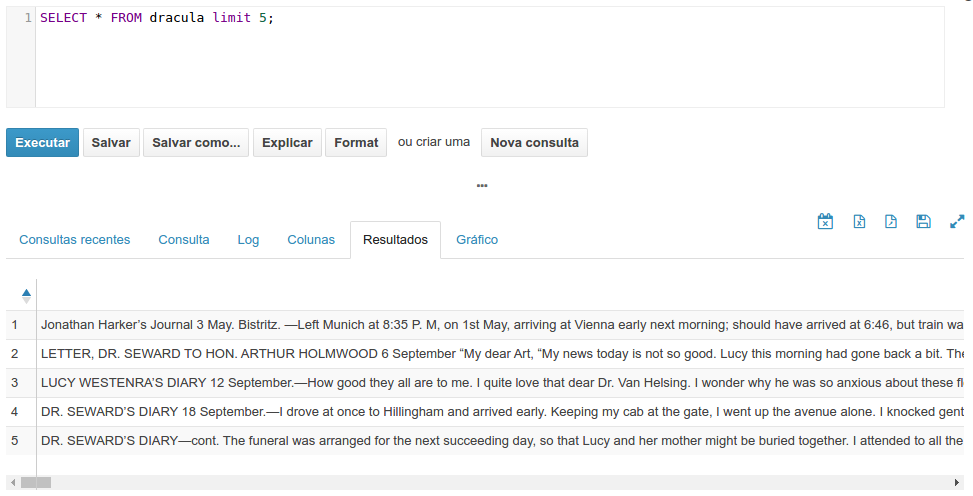 1 SELECT * FROM dracula limit 5;
Executar Salvar Salvar como... Explicar Format ou criar uma Nova consulta
...
Consultas recentes Consulta Log Colunas Resultados Gráfico
1 Jonathan Harker’s Journal 3 May. Bistritz. —Left Munich at 8:35 P. M, on 1st May, arriving at Vienna early next morning; should have arrived at 6:46, but train wa
2 LETTER, DR. SEWARD TO HON. ARTHUR HOLMWOOD 6 September “My dear Art, “My news today is not so good. Lucy this morning had gone back a bit. The
3 LUCY WESTENRA’S DIARY 12 September.—How good they all are to me. I quite love that dear Dr. Van Helsing. I wonder why he was so anxious about these fl
4 DR. SEWARD’S DIARY 18 September.—I drove at once to Hillingham and arrived early. Keeping my cab at the gate, I went up the avenue alone. I knocked gent
5 DR. SEWARD’S DIARY—cont. The funeral was arranged for the next succeeding day, so that Lucy and her mother might be buried together. I attended to all the